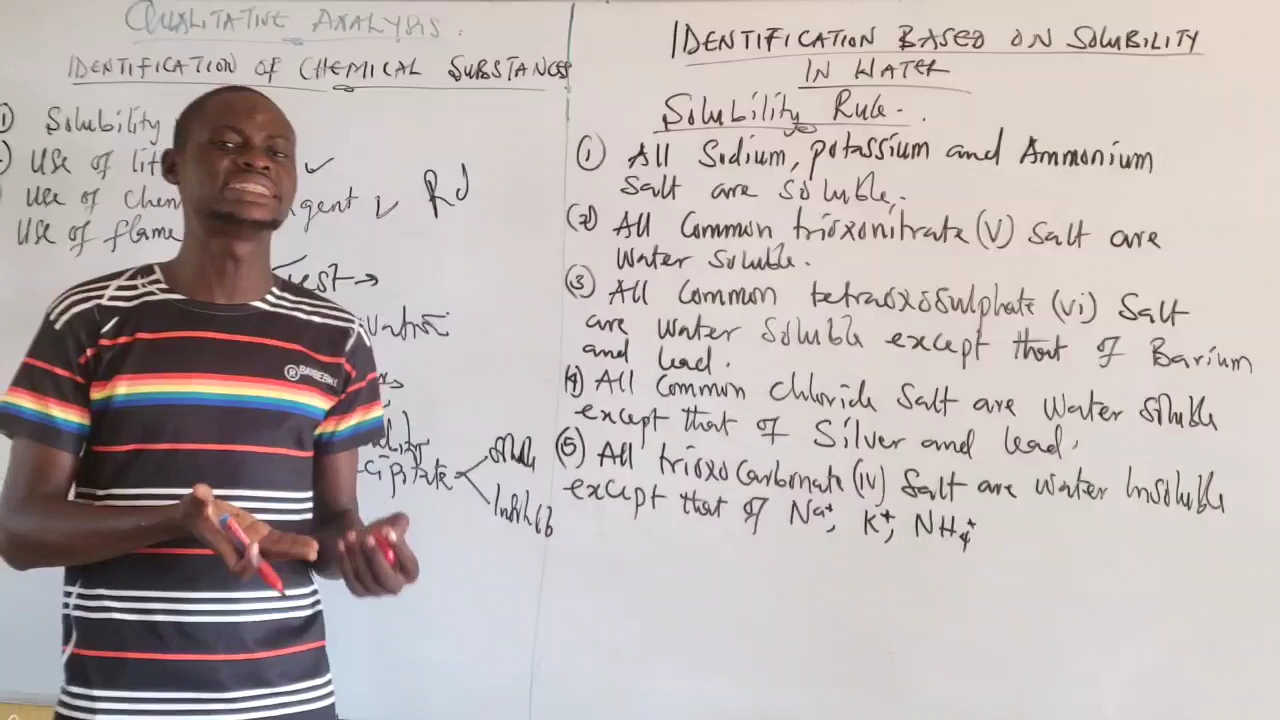 QUALITATIVE ANALYSIS.
IDENTIFICATION OF CHEMICAL SUBSTANCES
① Solubility
Use of lit ✓
Use of Chem gent ✓ Rd
Use of flame
Test →
soluble
BARBERSHI
IDENTIFICATION BASED ON SOLUBILITY
IN WATER
Solubility Rule.
① All Sodium, potassium and Ammonium
Salt are soluble.
(2) All Common trioxonitrate (V) Salt are
Water soluble.
③ All Common tetraoxosulphate (Vi) Salt
are water soluble except that of Barium
and lead.
(4) All Common Chloride Salt are Water soluble
except that of Silver and lead.
(5) All trioxocarbonate (iv) Salt are water Insoluble
except that of Na+, K+, NH4+